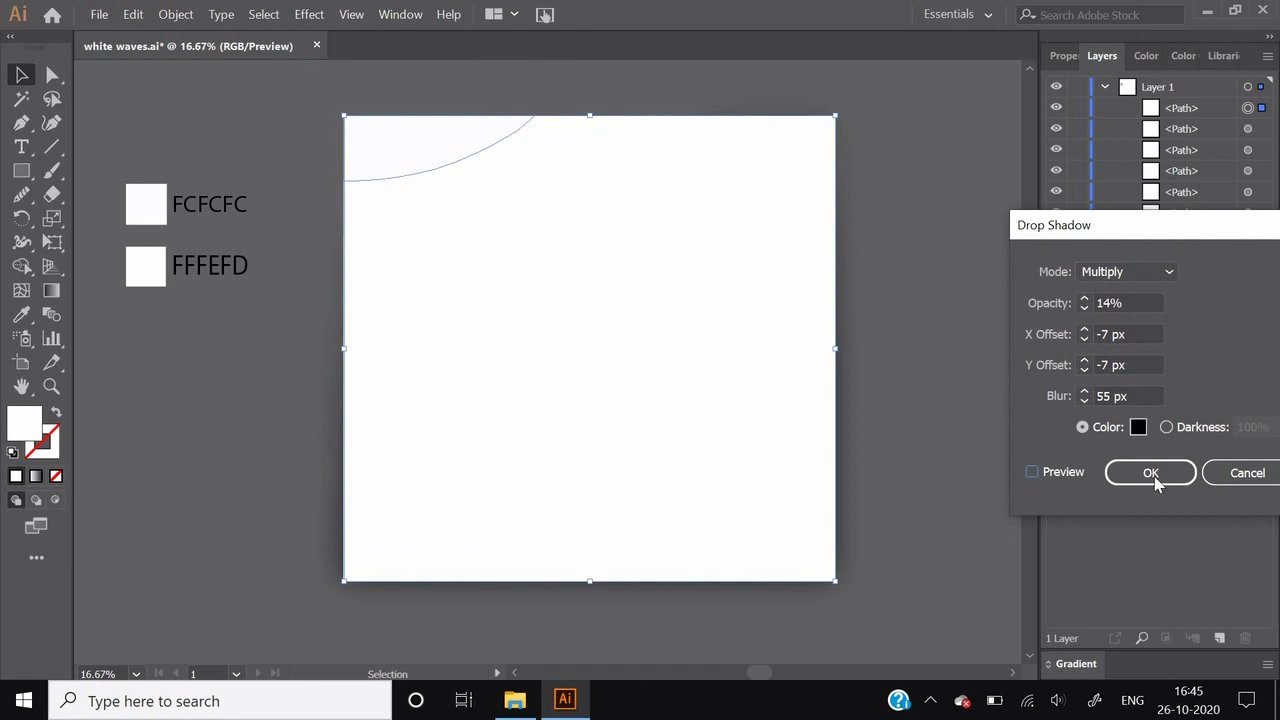 Ai File Edit Object Type Select Effect View Window Help Essentials Search Adobe Stock
white waves.ai* @ 16.67% (RGB/Preview)
Prope Layers Color Color Librari
Layer 1
<Path>
<Path>
<Path>
<Path>
<Path>
FCFCFC
FFFEFD
Drop Shadow
Mode: Multiply
Opacity: 14%
X Offset: -7 px
Y Offset: -7 px
Blur: 55 px
Color: Darkness: 100%
Preview OK Cancel
1 Layer
Gradient
16.67% 1 Selection
Type here to search
Ai
ENG
16:45
26-10-2020